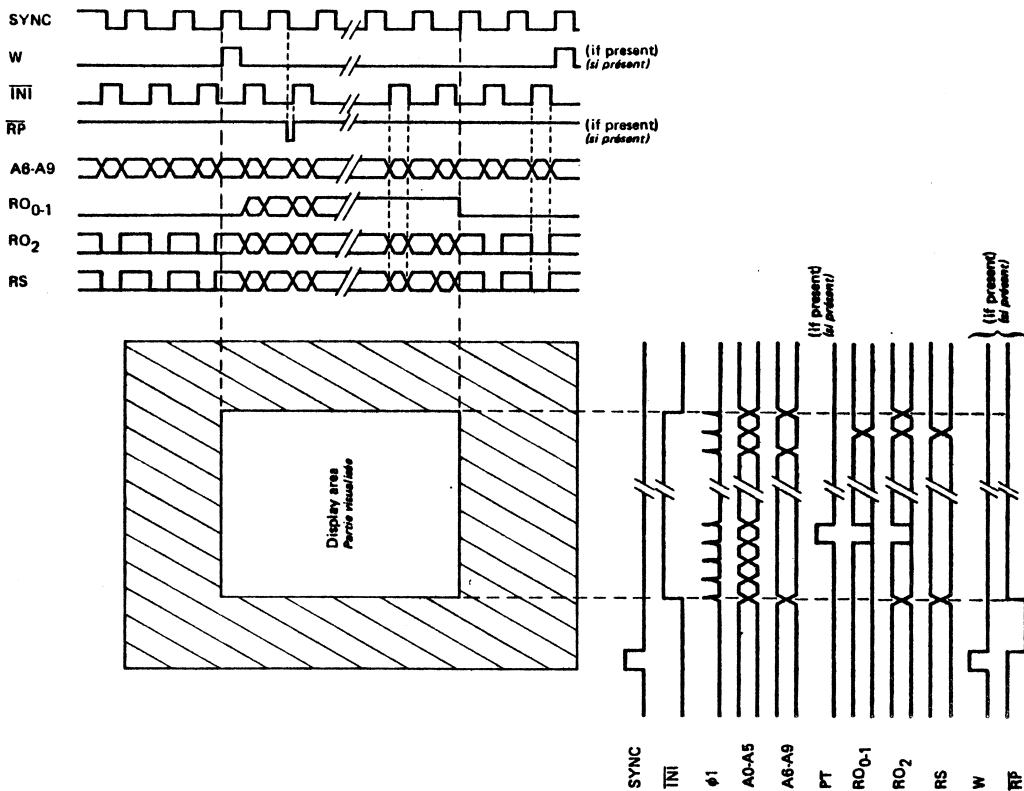 SYNC
W
(if present)
(si présent)
INI
RP
(if present)
(si présent)
A6-A9
RO0-1
RO2
RS
(if present)
(si présent)
(if present)
(si présent)
Display area
Partie visualisée
SYNC
INI
φ1
A0-A5
A6-A9
PT
RO0-1
RO2
RS
W
RP